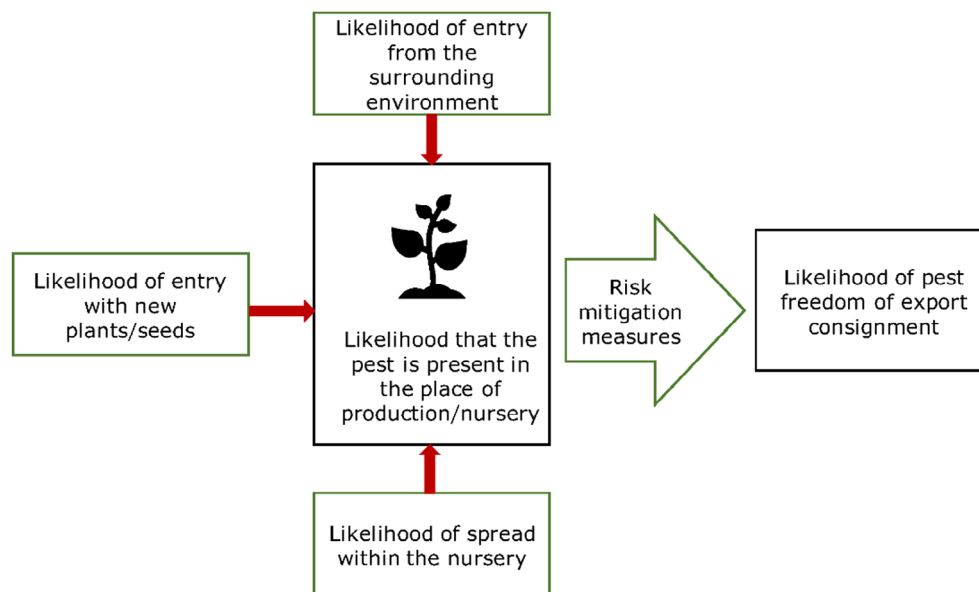 Likelihood of entry
from the
surrounding
environment
Likelihood of entry
with new
plants/seeds
Likelihood that the
pest is present in
the place of
production/nursery
Risk
mitigation
measures
Likelihood of pest
freedom of export
consignment
Likelihood of spread
within the nursery